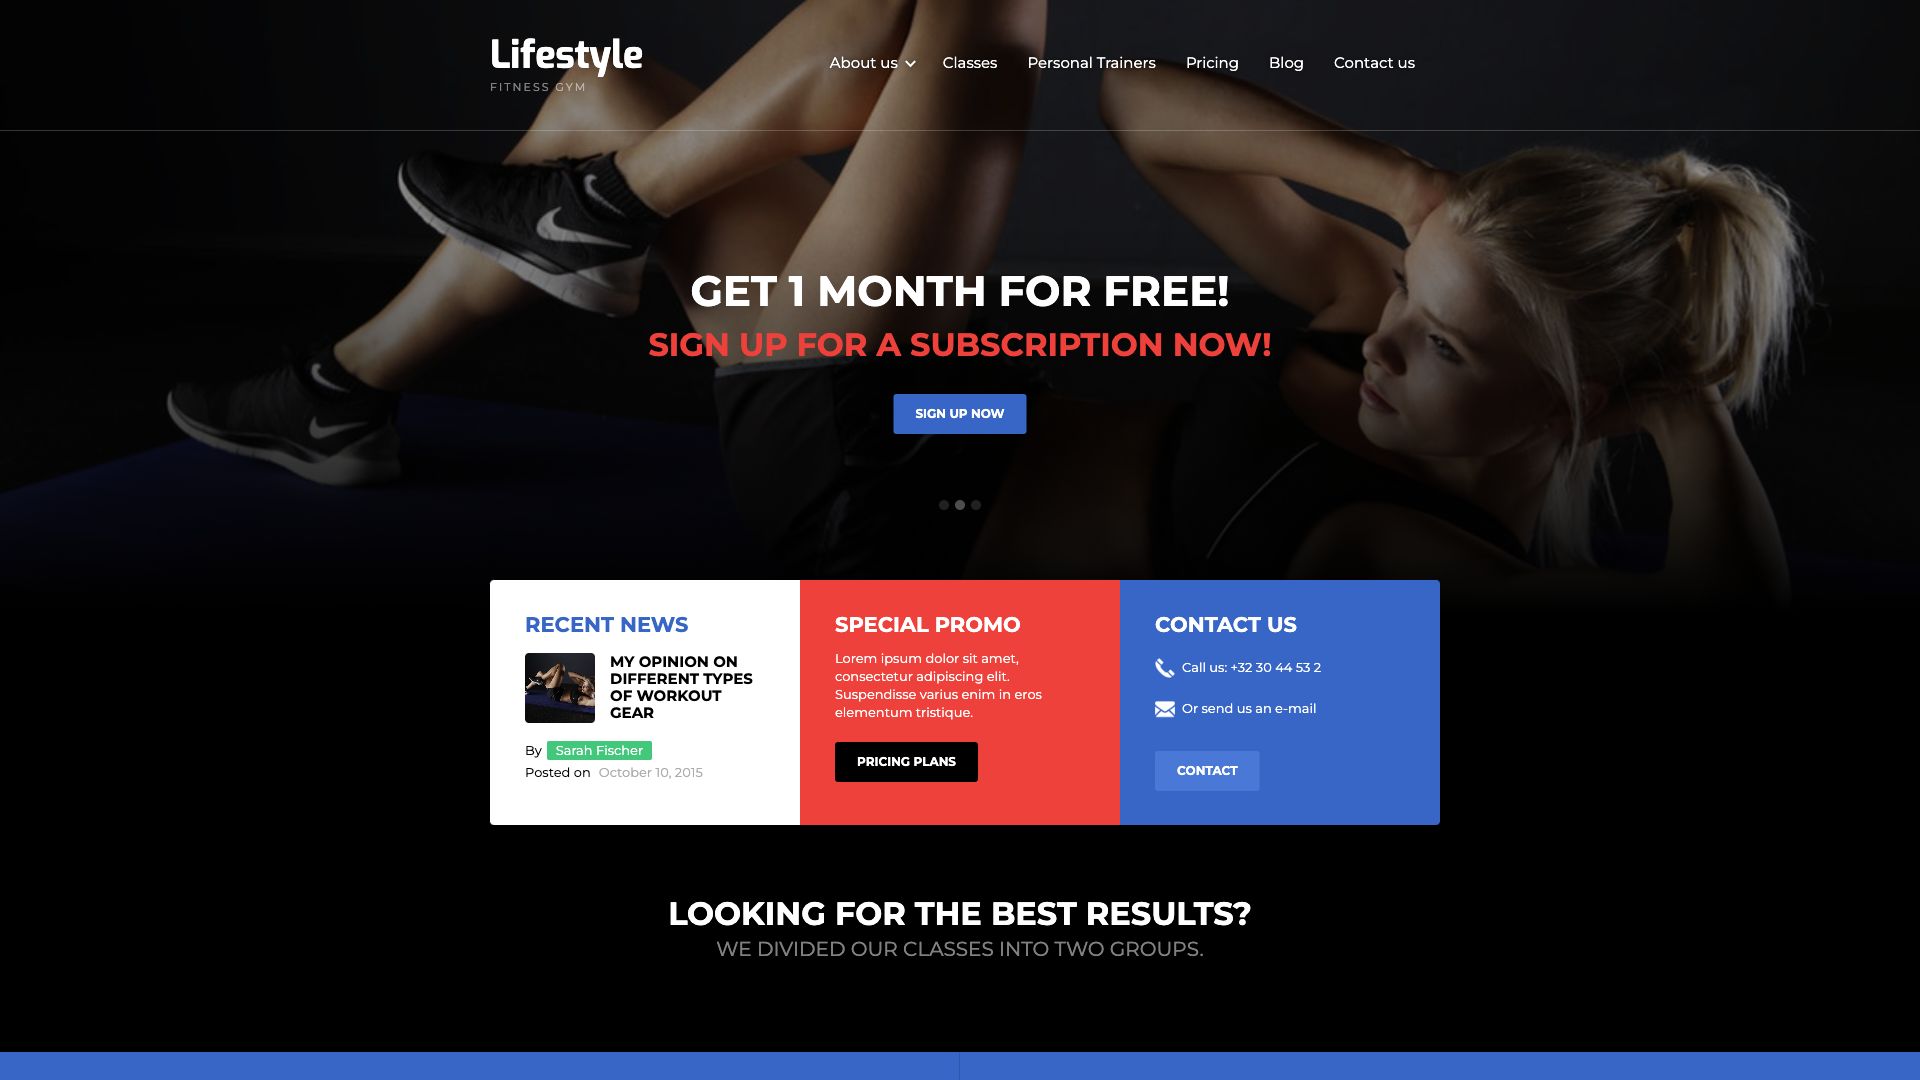 Lifestyle
FITNESS GYM
About us
Classes
Personal Trainers
Pricing
Blog
Contact us
GET 1 MONTH FOR FREE!
SIGN UP FOR A SUBSCRIPTION NOW!
SIGN UP NOW
RECENT NEWS
MY OPINION ON
DIFFERENT TYPES
OF WORKOUT
GEAR
By Sarah Fischer
Posted on October 10, 2015
SPECIAL PROMO
Lorem ipsum dolor sit amet,
consectetur adipiscing elit.
Suspendisse varius enim in eros
elementum tristique.
PRICING PLANS
CONTACT US
Call us: +32 30 44 53 2
Or send us an e-mail
CONTACT
LOOKING FOR THE BEST RESULTS?
WE DIVIDED OUR CLASSES INTO TWO GROUPS.